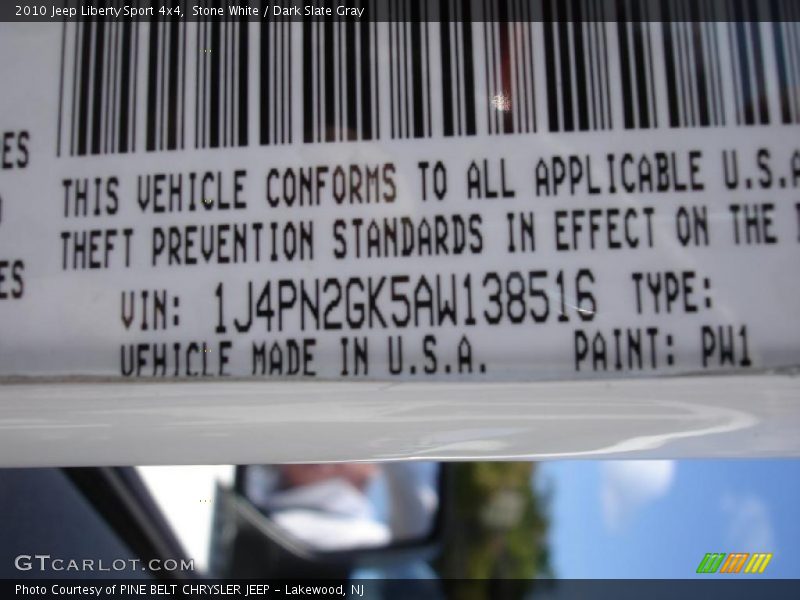 2010 Jeep Liberty Sport 4x4, Stone White / Dark Slate Gray
ES
THIS VEHICLE CONFORMS TO ALL APPLICABLE U.S.A
THEFT PREVENTION STANDARDS IN EFFECT ON THE
ES
VIN: 1J4PN2GK5AW138516 TYPE:
VEHICLE MADE IN U.S.A. PAINT: PW1
GTCARLOT.COM
Photo Courtesy of PINE BELT CHRYSLER JEEP - Lakewood, NJ